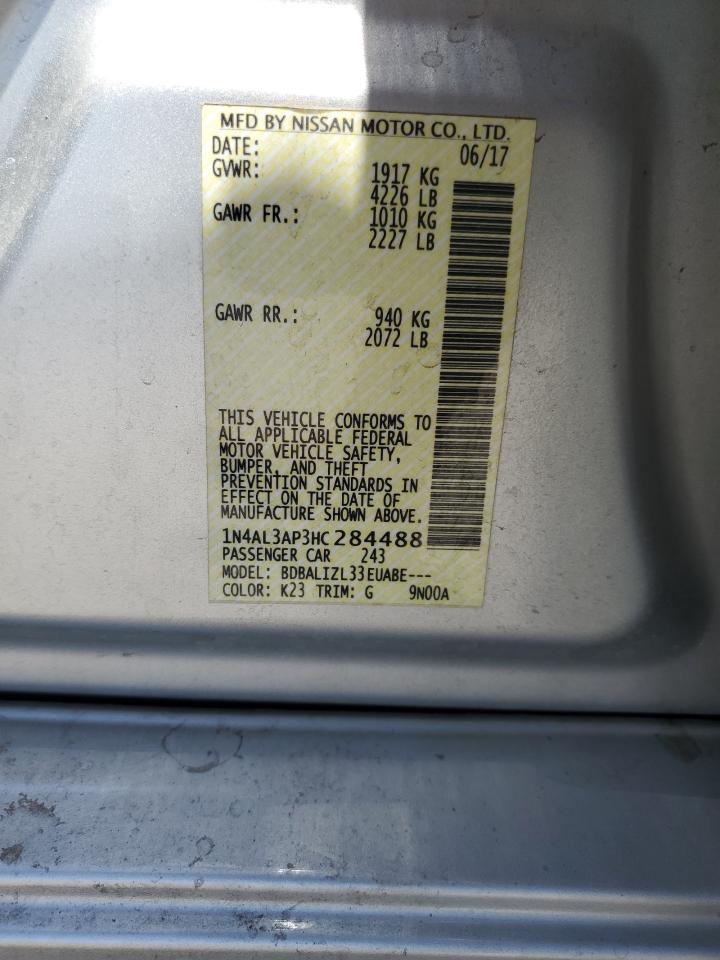 MFD BY NISSAN MOTOR CO., LTD.
DATE: 06/17
GVWR: 1917 KG
4226 LB
GAWR FR.: 1010 KG
2227 LB
GAWR RR.: 940 KG
2072 LB
THIS VEHICLE CONFORMS TO
ALL APPLICABLE FEDERAL
MOTOR VEHICLE SAFETY,
BUMPER, AND THEFT
PREVENTION STANDARDS IN
EFFECT ON THE DATE OF
MANUFACTURE SHOWN ABOVE.
1N4AL3AP3HC284488
PASSENGER CAR 243
MODEL: BDBALIZL33EUABE---
COLOR: K23 TRIM: G 9N00A